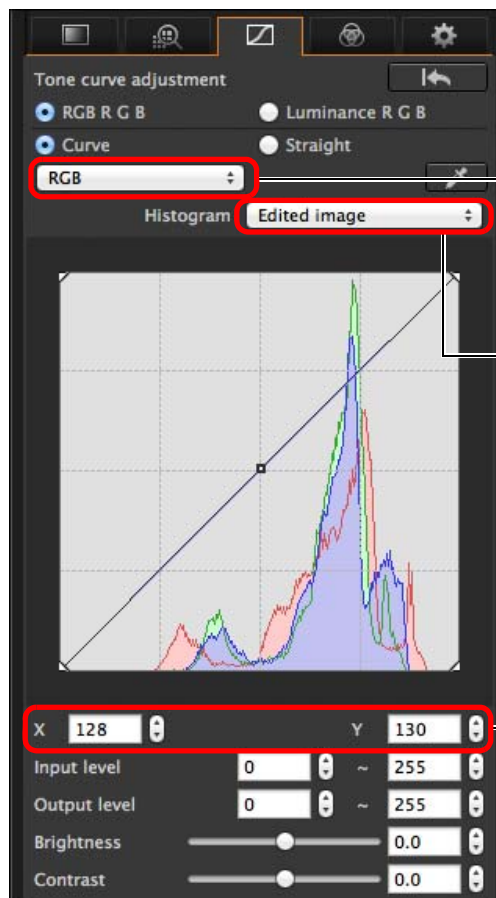 Tone curve adjustment
RGB R G B Luminance R G B
Curve Straight
RGB
Histogram Edited image
X 128 Y 130
Input level 0 ~ 255
Output level 0 ~ 255
Brightness 0.0
Contrast 0.0